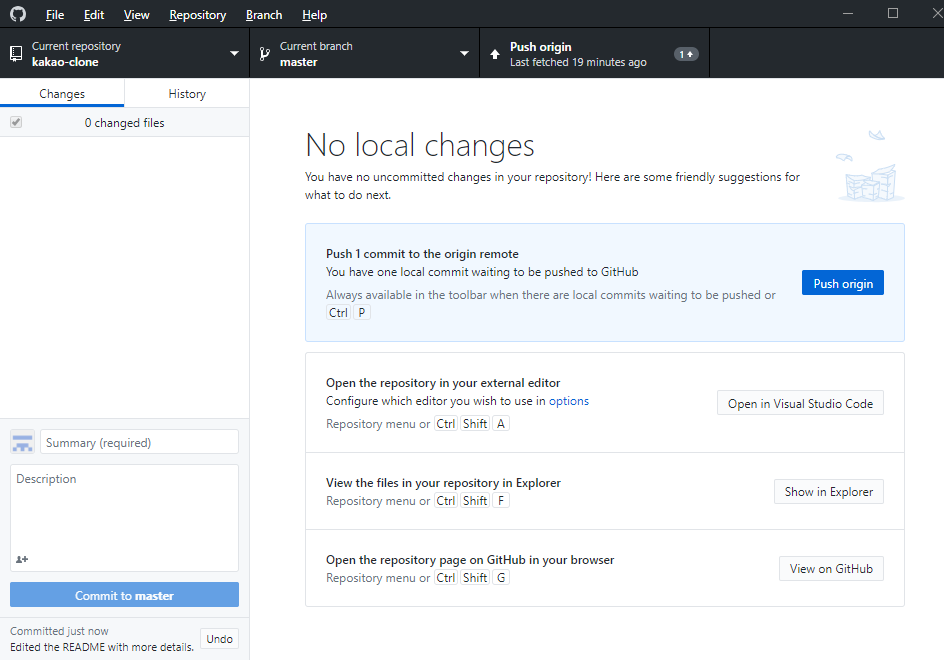 File Edit View Repository Branch Help
Current repository
kakao-clone
Current branch
master
Push origin
Last fetched 19 minutes ago
1
Changes
History
0 changed files
No local changes
You have no uncommitted changes in your repository! Here are some friendly suggestions for
what to do next.
Push 1 commit to the origin remote
You have one local commit waiting to be pushed to GitHub
Always available in the toolbar when there are local commits waiting to be pushed or
Ctrl P
Push origin
Open the repository in your external editor
Configure which editor you wish to use in options
Repository menu or Ctrl Shift A
Open in Visual Studio Code
View the files in your repository in Explorer
Repository menu or Ctrl Shift F
Show in Explorer
Open the repository page on GitHub in your browser
Repository menu or Ctrl Shift G
View on GitHub
Summary (required)
Description
Commit to master
Committed just now
Edited the README with more details.
Undo